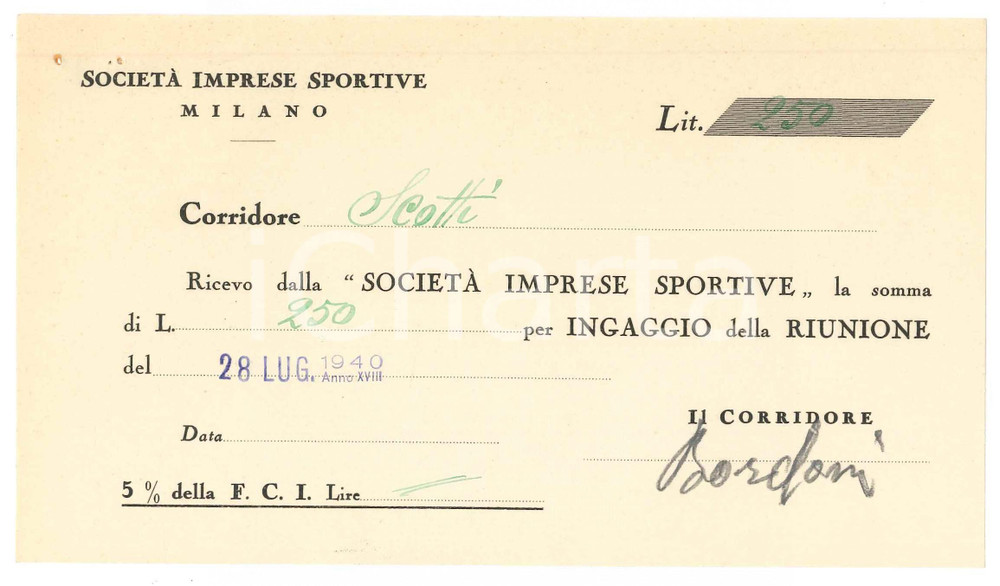 SOCIETÀ IMPRESE SPORTIVE
MILANO
Lit. 250
Corridore Scotti
Ricevo dalla “SOCIETÀ IMPRESE SPORTIVE„ la somma
di L. 250 per INGAGGIO della RIUNIONE
del 28 LUG. 1940 Anno XVIII
Il CORRIDORE
Data
Bordoni
5 % della F. C. I. Lire
iCharta